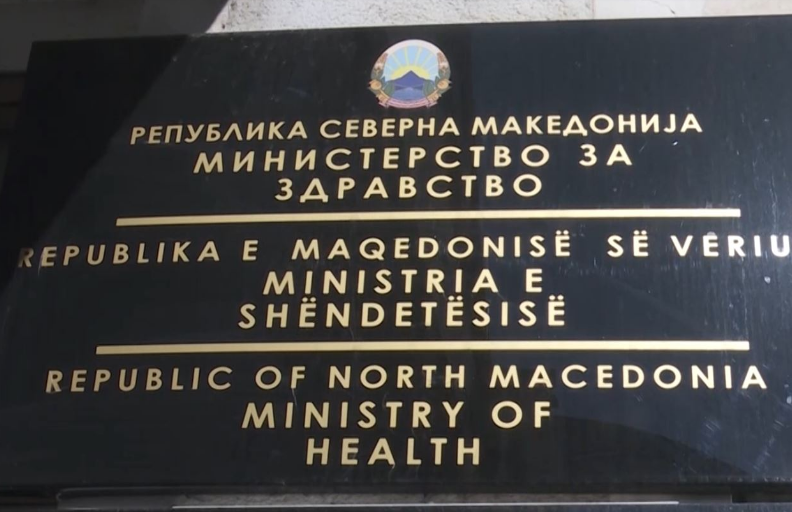 РЕПУБЛИКА СЕВЕРНА МАКЕДОНИЈА
МИНИСТЕРСТВО ЗА
ЗДРАВСТВО
REPUBLIKA E MAQEDONISË SË VERIU
MINISTRIA E
SHËNDETËSISË
REPUBLIC OF NORTH MACEDONIA
MINISTRY OF
HEALTH